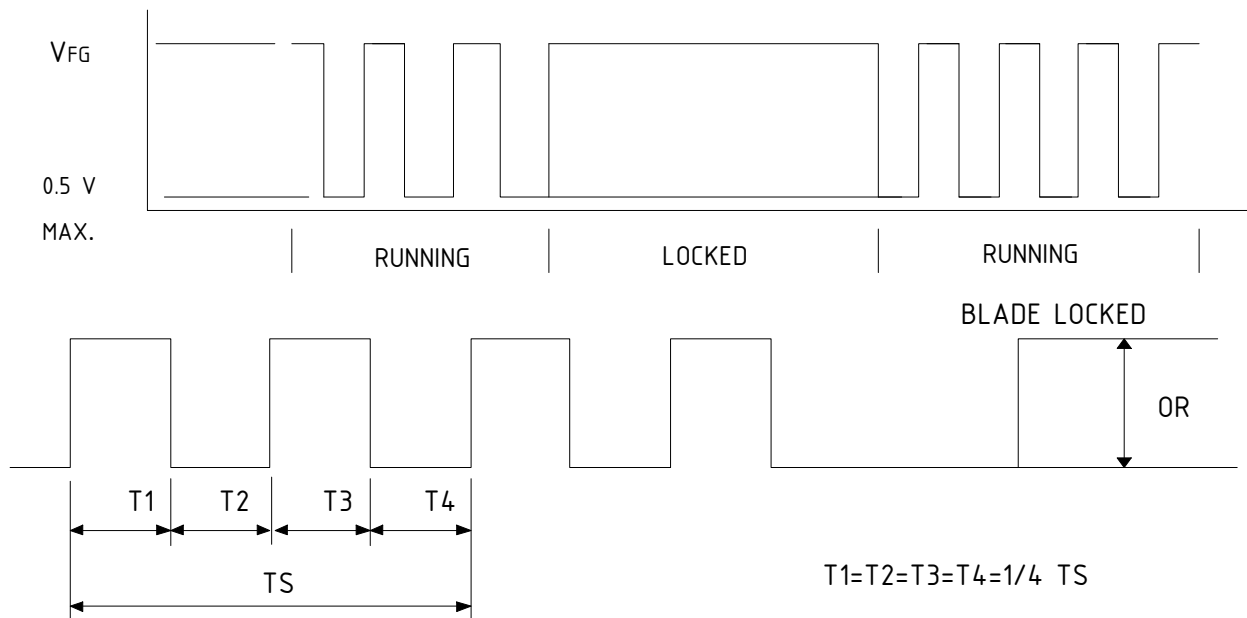 VFG
0.5 V
MAX.
RUNNING
LOCKED
RUNNING
BLADE LOCKED
OR
T1
T2
T3
T4
TS
T1=T2=T3=T4=1/4 TS